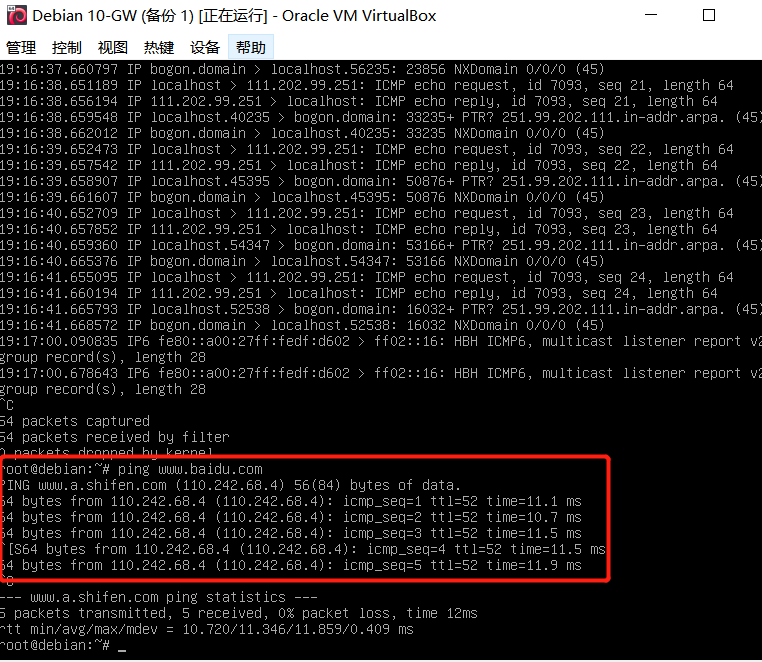 Debian 10-GW (备份 1) [正在运行] - Oracle VM VirtualBox
管理 控制 视图 热键 设备 帮助
19:16:37.660797 IP bogon.domain > localhost.56235: 23856 NXDomain 0/0/0 (45)
19:16:38.651189 IP localhost > 111.202.99.251: ICMP echo request, id 7093, seq 21, length 64
19:16:38.656194 IP 111.202.99.251 > localhost: ICMP echo reply, id 7093, seq 21, length 64
19:16:38.659548 IP localhost.40235 > bogon.domain: 33235+ PTR? 251.99.202.111.in-addr.arpa. (45)
19:16:38.662012 IP bogon.domain > localhost.40235: 33235 NXDomain 0/0/0 (45)
19:16:39.652473 IP localhost > 111.202.99.251: ICMP echo request, id 7093, seq 22, length 64
19:16:39.657542 IP 111.202.99.251 > localhost: ICMP echo reply, id 7093, seq 22, length 64
19:16:39.658907 IP localhost.45395 > bogon.domain: 50876+ PTR? 251.99.202.111.in-addr.arpa. (45
19:16:39.661607 IP bogon.domain > localhost.45395: 50876 NXDomain 0/0/0 (45)
19:16:40.652709 IP localhost > 111.202.99.251: ICMP echo request, id 7093, seq 23, length 64
19:16:40.657852 IP 111.202.99.251 > localhost: ICMP echo reply, id 7093, seq 23, length 64
19:16:40.659360 IP localhost.54347 > bogon.domain: 53166+ PTR? 251.99.202.111.in-addr.arpa. (45)
19:16:40.665376 IP bogon.domain > localhost.54347: 53166 NXDomain 0/0/0 (45)
19:16:41.655095 IP localhost > 111.202.99.251: ICMP echo request, id 7093, seq 24, length 64
19:16:41.660194 IP 111.202.99.251 > localhost: ICMP echo reply, id 7093, seq 24, length 64
19:16:41.665793 IP localhost.52538 > bogon.domain: 16032+ PTR? 251.99.202.111.in-addr.arpa. (45)
19:16:41.668572 IP bogon.domain > localhost.52538: 16032 NXDomain 0/0/0 (45)
19:17:00.090835 IP6 fe80::a00:27ff:fedf:d602 > ff02::16: HBH ICMP6, multicast listener report v2
group record(s), length 28
19:17:00.678643 IP6 fe80::a00:27ff:fedf:d602 > ff02::16: HBH ICMP6, multicast listener report v2
group record(s), length 28
^C
54 packets captured
54 packets received by filter
0 packets dropped by kernel
root@debian:~# ping www.baidu.com
PING www.a.shifen.com (110.242.68.4) 56(84) bytes of data.
64 bytes from 110.242.68.4 (110.242.68.4): icmp_seq=1 ttl=52 time=11.1 ms
64 bytes from 110.242.68.4 (110.242.68.4): icmp_seq=2 ttl=52 time=10.7 ms
64 bytes from 110.242.68.4 (110.242.68.4): icmp_seq=3 ttl=52 time=11.5 ms
^[[S64 bytes from 110.242.68.4 (110.242.68.4): icmp_seq=4 ttl=52 time=11.5 ms
64 bytes from 110.242.68.4 (110.242.68.4): icmp_seq=5 ttl=52 time=11.9 ms
^C
--- www.a.shifen.com ping statistics ---
5 packets transmitted, 5 received, 0% packet loss, time 12ms
rtt min/avg/max/mdev = 10.720/11.346/11.859/0.409 ms
root@debian:~# _